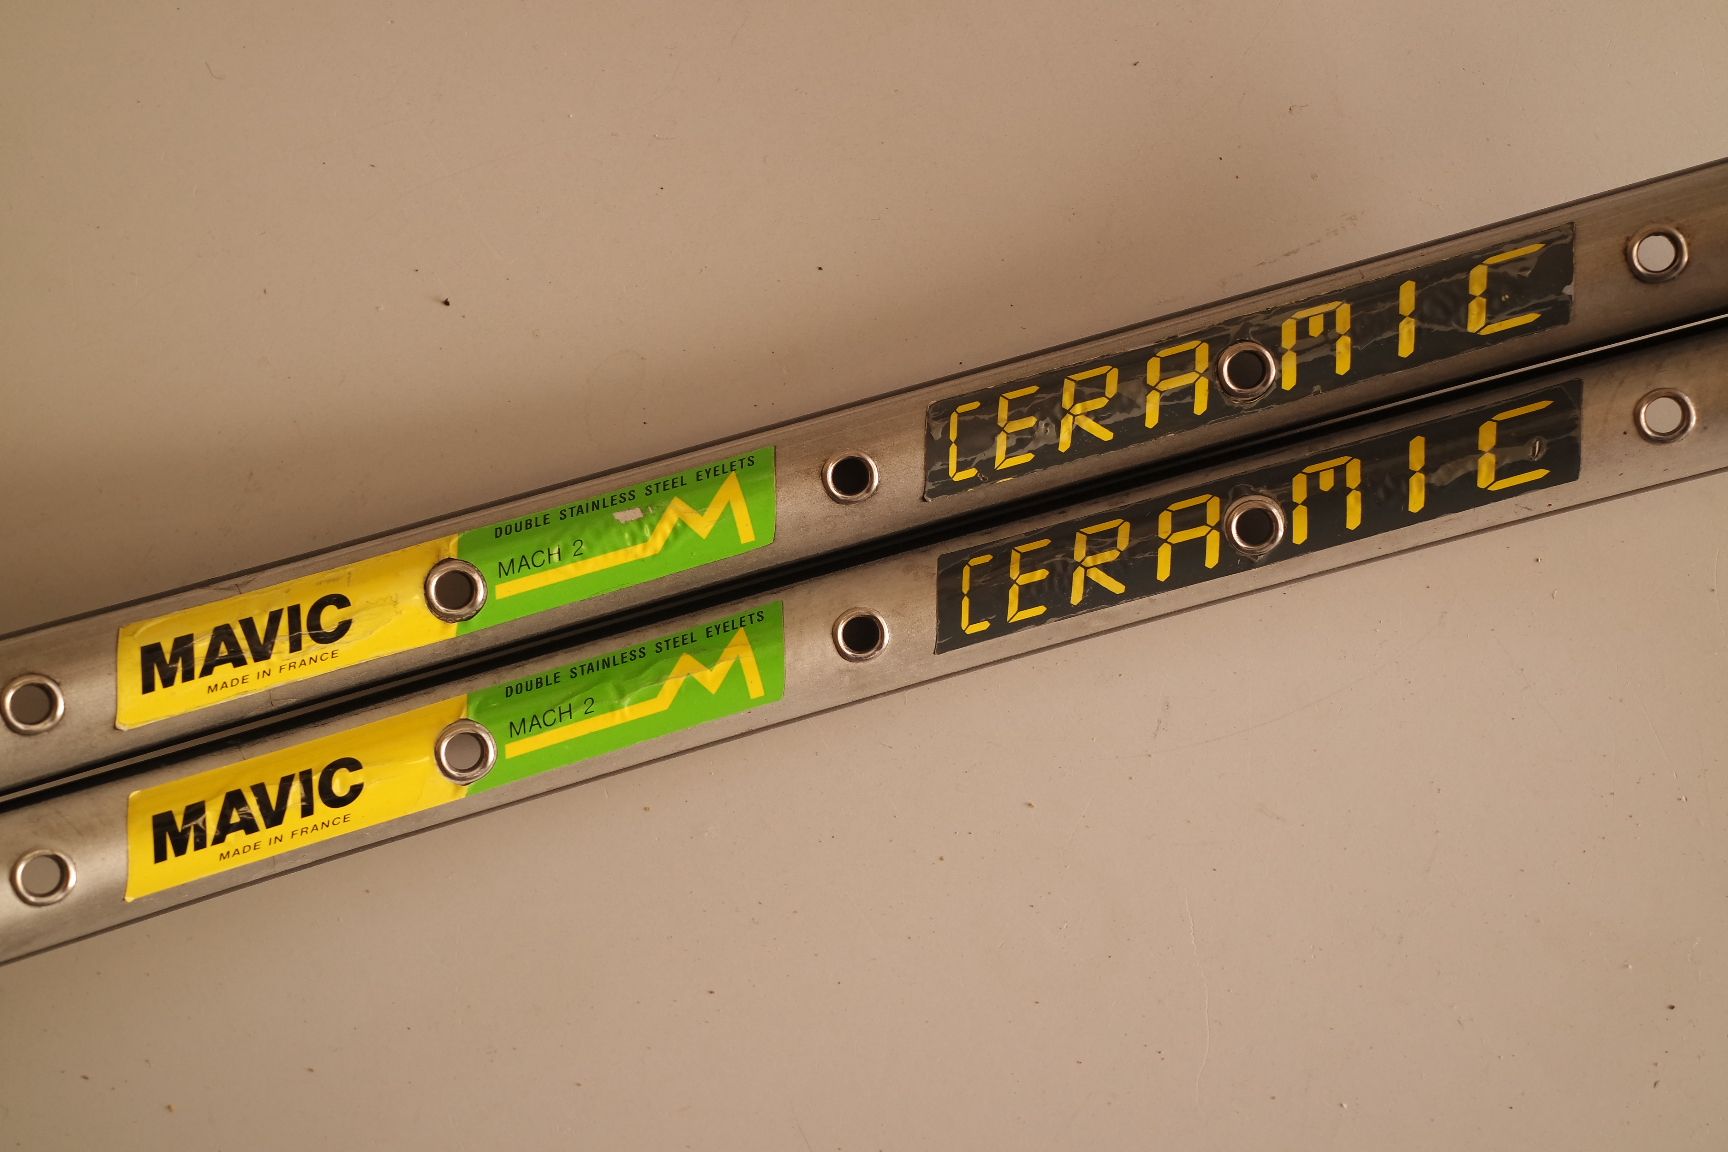 MAVIC
MADE IN FRANCE
DOUBLE STAINLESS STEEL EYELETS
MACH 2
CERAMIC
MAVIC
MADE IN FRANCE
DOUBLE STAINLESS STEEL EYELETS
MACH 2
CERAMIC